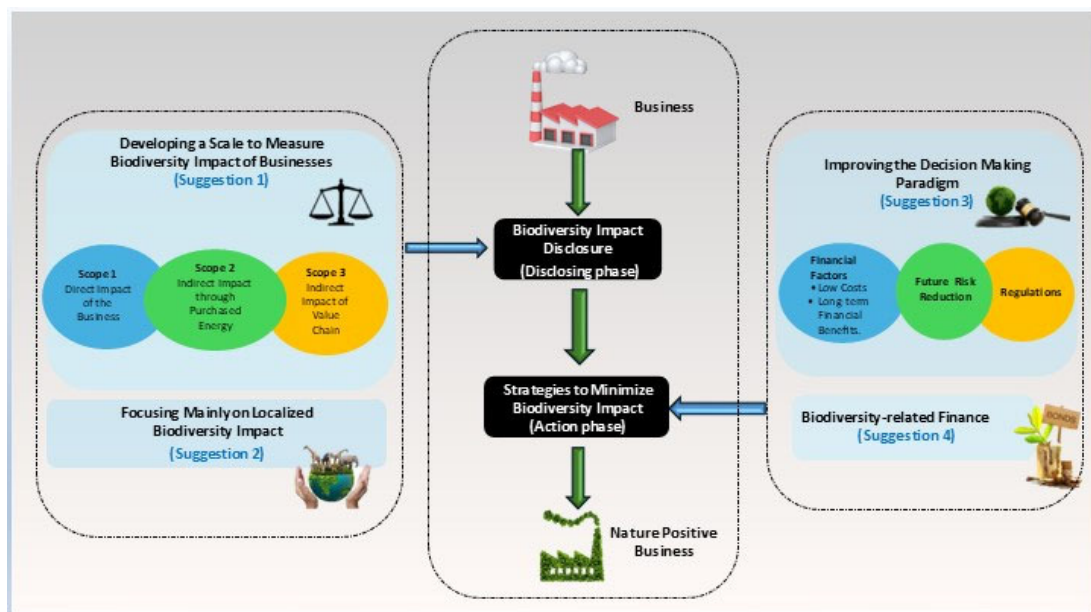 Developing a Scale to Measure
Biodiversity Impact of Businesses
(Suggestion 1)
Scope 1
Direct Impact
of the
Business
Scope 2
Indirect Impact
through
Purchased
Energy
Scope 3
Indirect
Impact of
Value
Chain
Focusing Mainly on Localized
Biodiversity Impact
(Suggestion 2)
Business
Biodiversity Impact
Disclosure
(Disclosing phase)
Strategies to Minimize
Biodiversity Impact
(Action phase)
Nature Positive
Business
Improving the Decision Making
Paradigm
(Suggestion 3)
Financial
Factors
• Low Costs
• Long-term
Financial
Benefits.
Future Risk
Reduction
Regulations
Biodiversity-related Finance
(Suggestion 4)
BONDS